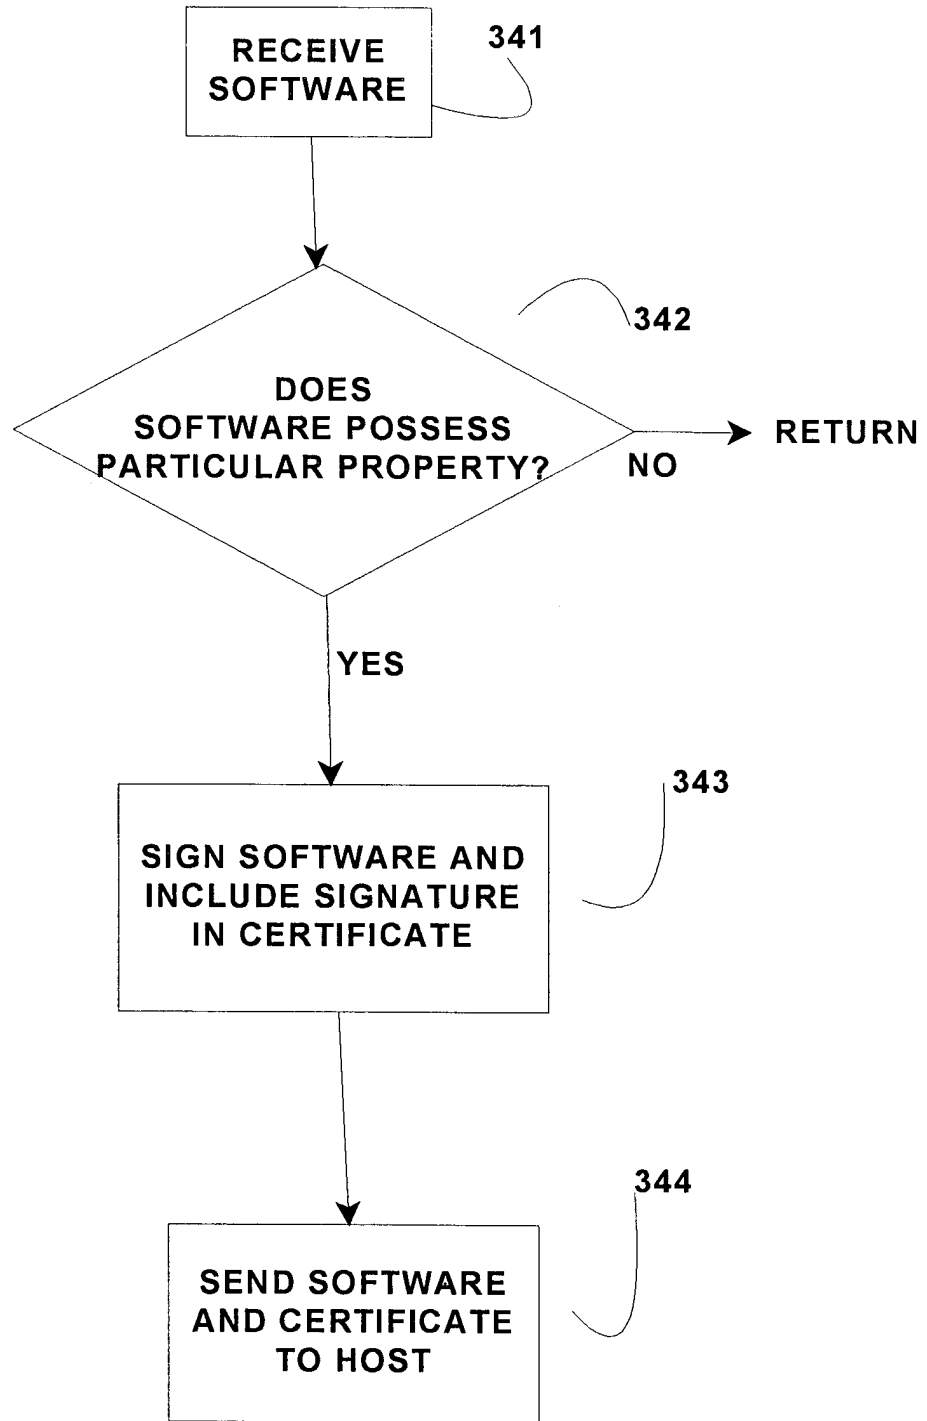 RECEIVE
SOFTWARE
341
342
DOES
SOFTWARE POSSESS
PARTICULAR PROPERTY?
NO
RETURN
YES
343
SIGN SOFTWARE AND
INCLUDE SIGNATURE
IN CERTIFICATE
344
SEND SOFTWARE
AND CERTIFICATE
TO HOST